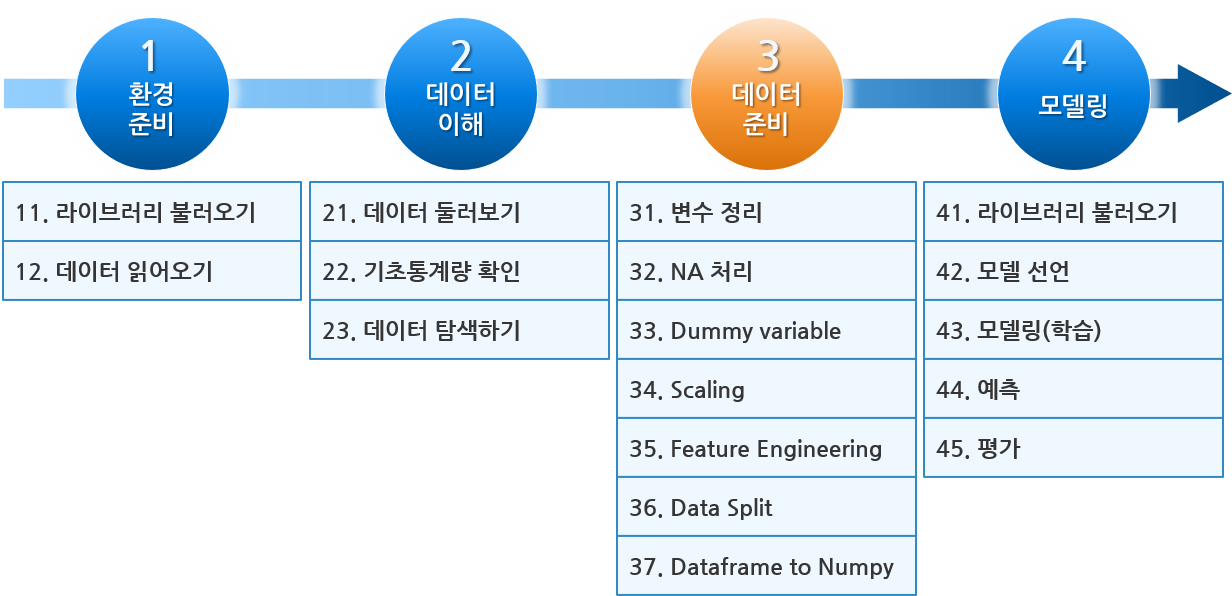 1
환경
준비
2
데이터
이해
3
데이터
준비
4
모델링
11. 라이브러리 불러오기
12. 데이터 읽어오기
21. 데이터 둘러보기
22. 기초통계량 확인
23. 데이터 탐색하기
31. 변수 정리
32. NA 처리
33. Dummy variable
34. Scaling
35. Feature Engineering
36. Data Split
37. Dataframe to Numpy
41. 라이브러리 불러오기
42. 모델 선언
43. 모델링(학습)
44. 예측
45. 평가